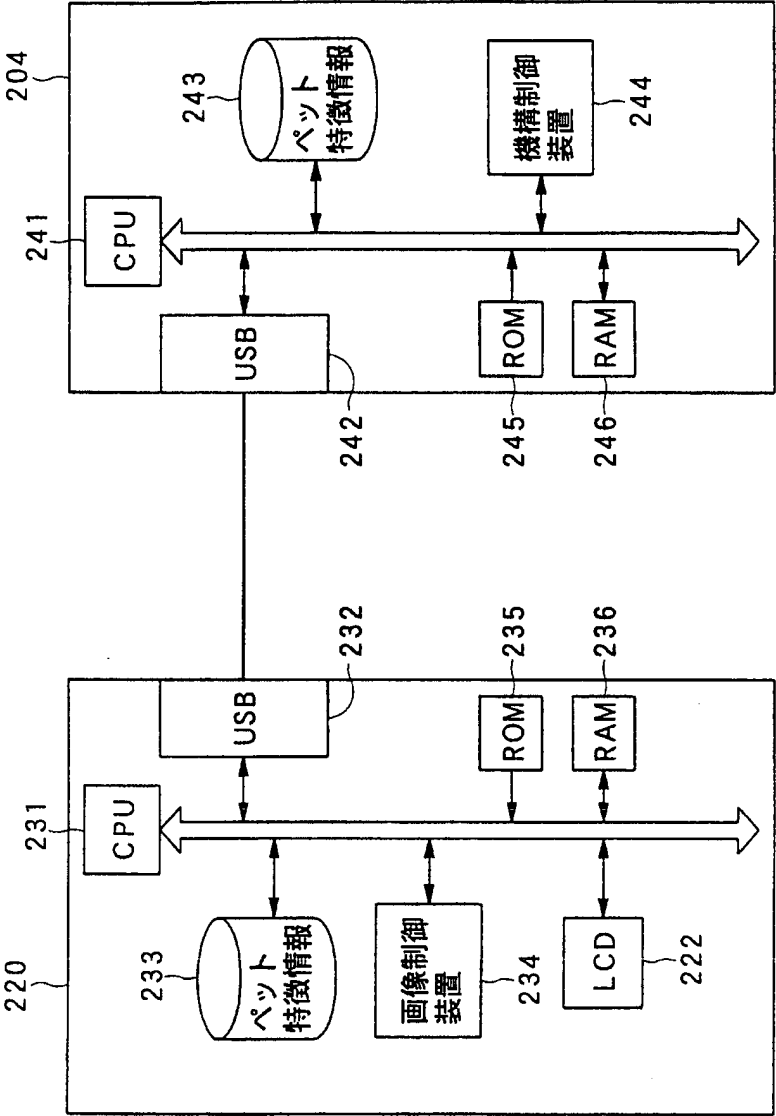 220
231
CPU
233
ペット
特徴情報
USB
232
画像制御
装置
234
ROM
235
LCD
222
RAM
236
204
241
CPU
USB
242
243
ペット
特徴情報
ROM
245
機構制御
装置
244
RAM
246